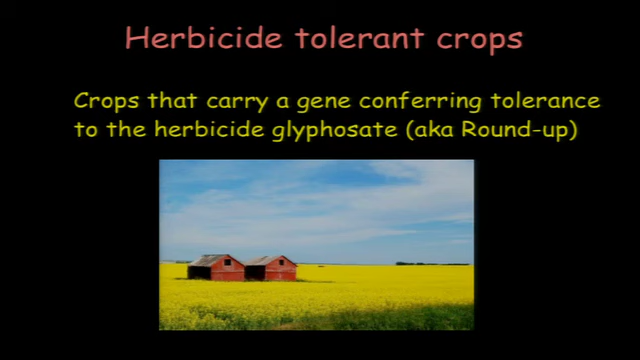 Herbicide tolerant crops
Crops that carry a gene conferring tolerance
to the herbicide glyphosate (aka Round-up)